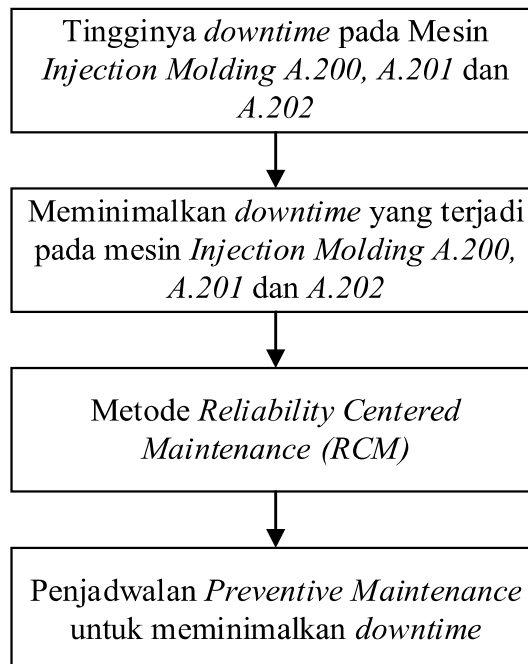 Tingginya downtime pada Mesin
Injection Molding A.200, A.201 dan
A.202
Meminimalkan downtime yang terjadi
pada mesin Injection Molding A.200,
A.201 dan A.202
Metode Reliability Centered
Maintenance (RCM)
Penjadwalan Preventive Maintenance
untuk meminimalkan downtime